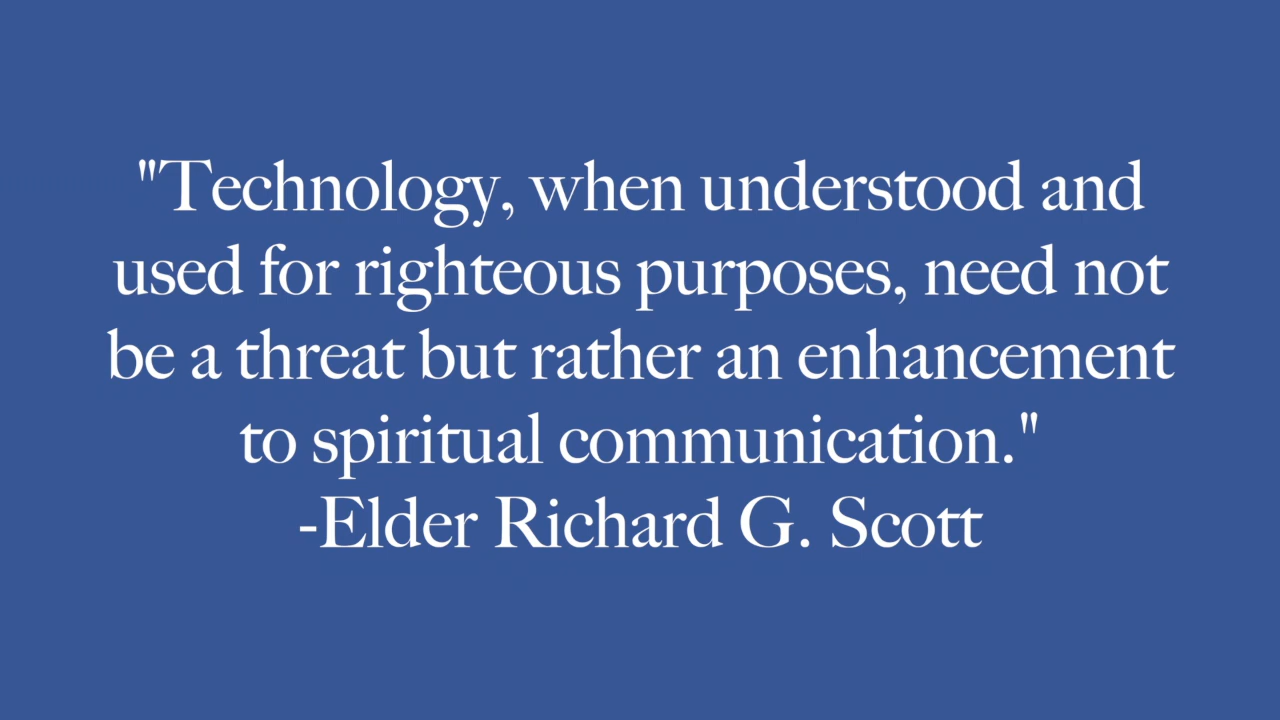 "Technology, when understood and
used for righteous purposes, need not
be a threat but rather an enhancement
to spiritual communication."
-Elder Richard G. Scott